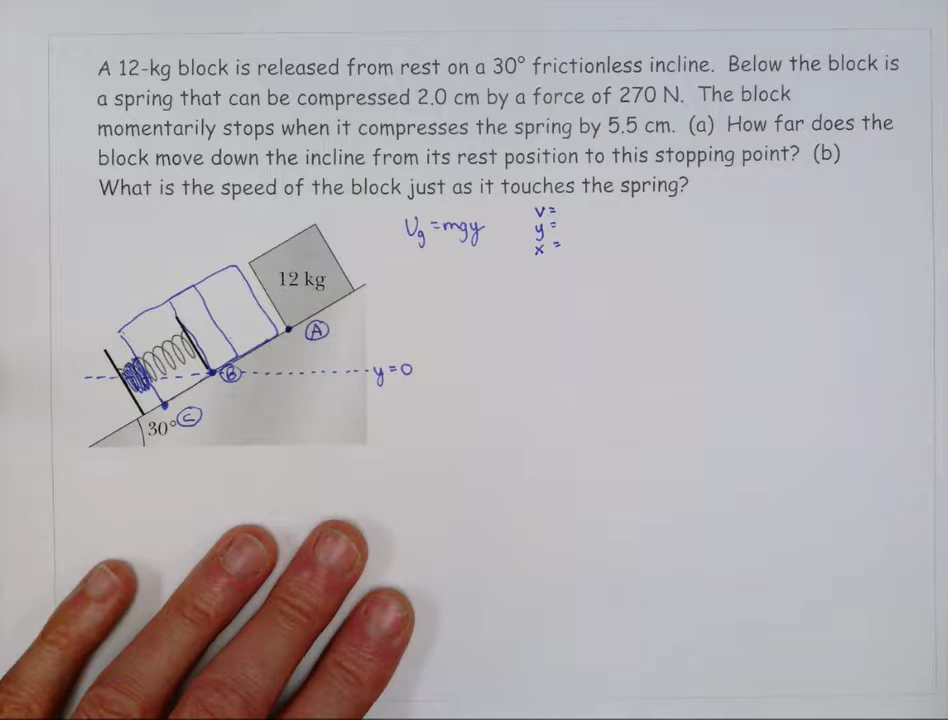 A 12-kg block is released from rest on a 30° frictionless incline. Below the block is
a spring that can be compressed 2.0 cm by a force of 270 N. The block
momentarily stops when it compresses the spring by 5.5 cm. (a) How far does the
block move down the incline from its rest position to this stopping point? (b)
What is the speed of the block just as it touches the spring?
Ug = mgy
v =
y =
x =
12 kg
A
B
y = 0
C
30°